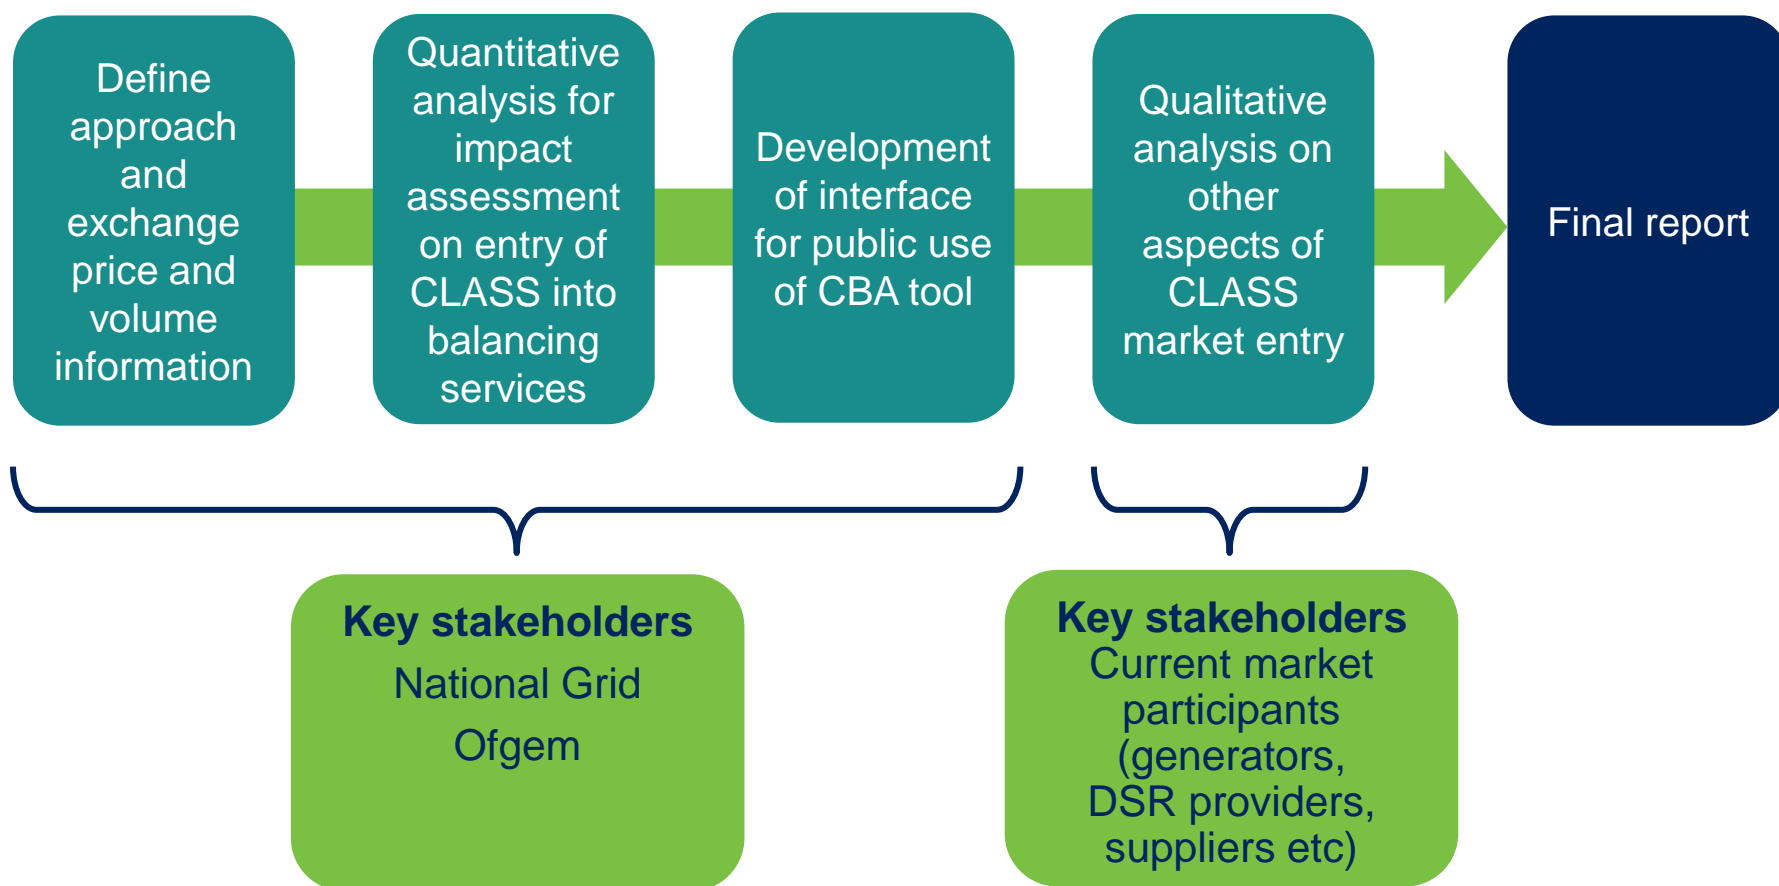 Define
approach
and
exchange
price and
volume
information
Quantitative
analysis for
impact
assessment
on entry of
CLASS into
balancing
services
Development
of interface
for public use
of CBA tool
Qualitative
analysis on
other
aspects of
CLASS
market entry
Final report
Key stakeholders
National Grid
Ofgem
Key stakeholders
Current market
participants
(generators,
DSR providers,
suppliers etc)